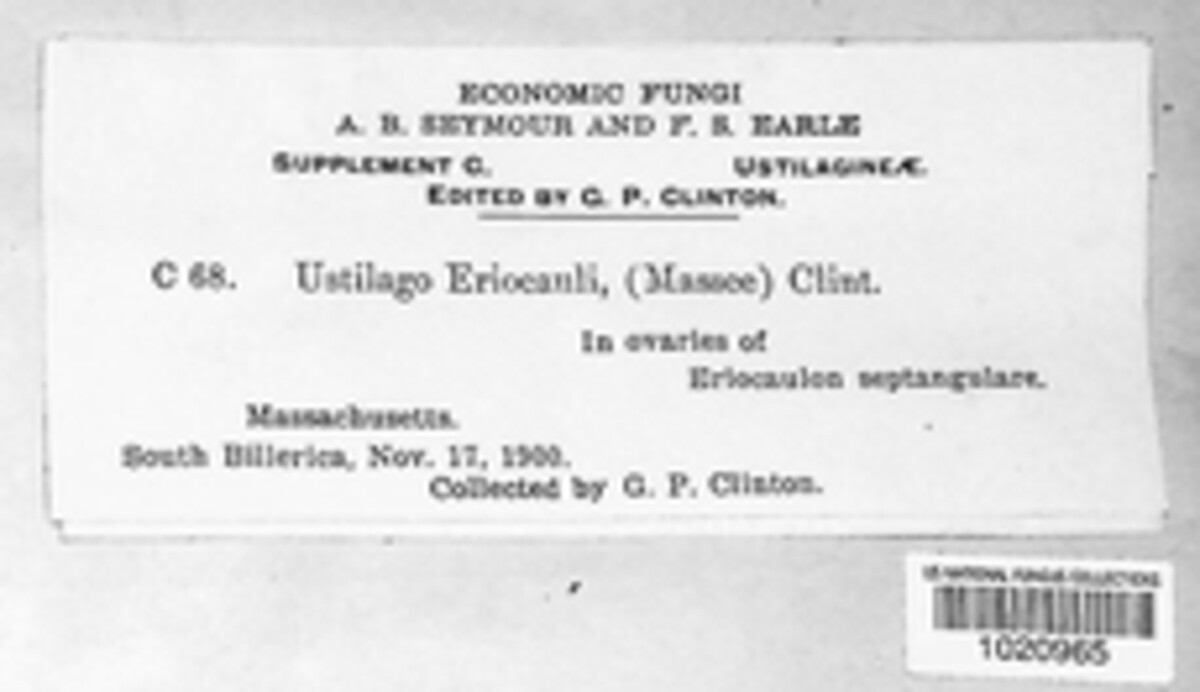 ECONOMIC FUNGI
A. B. SEYMOUR AND F. S. EARLE
SUPPLEMENT C. USTILAGINEÆ.
EDITED BY G. P. CLINTON.
C 68. Ustilago Eriocauli, (Massee) Clint.
In ovaries of
Eriocaulon septangulare.
Massachusetts.
South Billerica, Nov. 17, 1900.
Collected by G. P. Clinton.
US NATIONAL FUNGUS COLLECTIONS
1020965